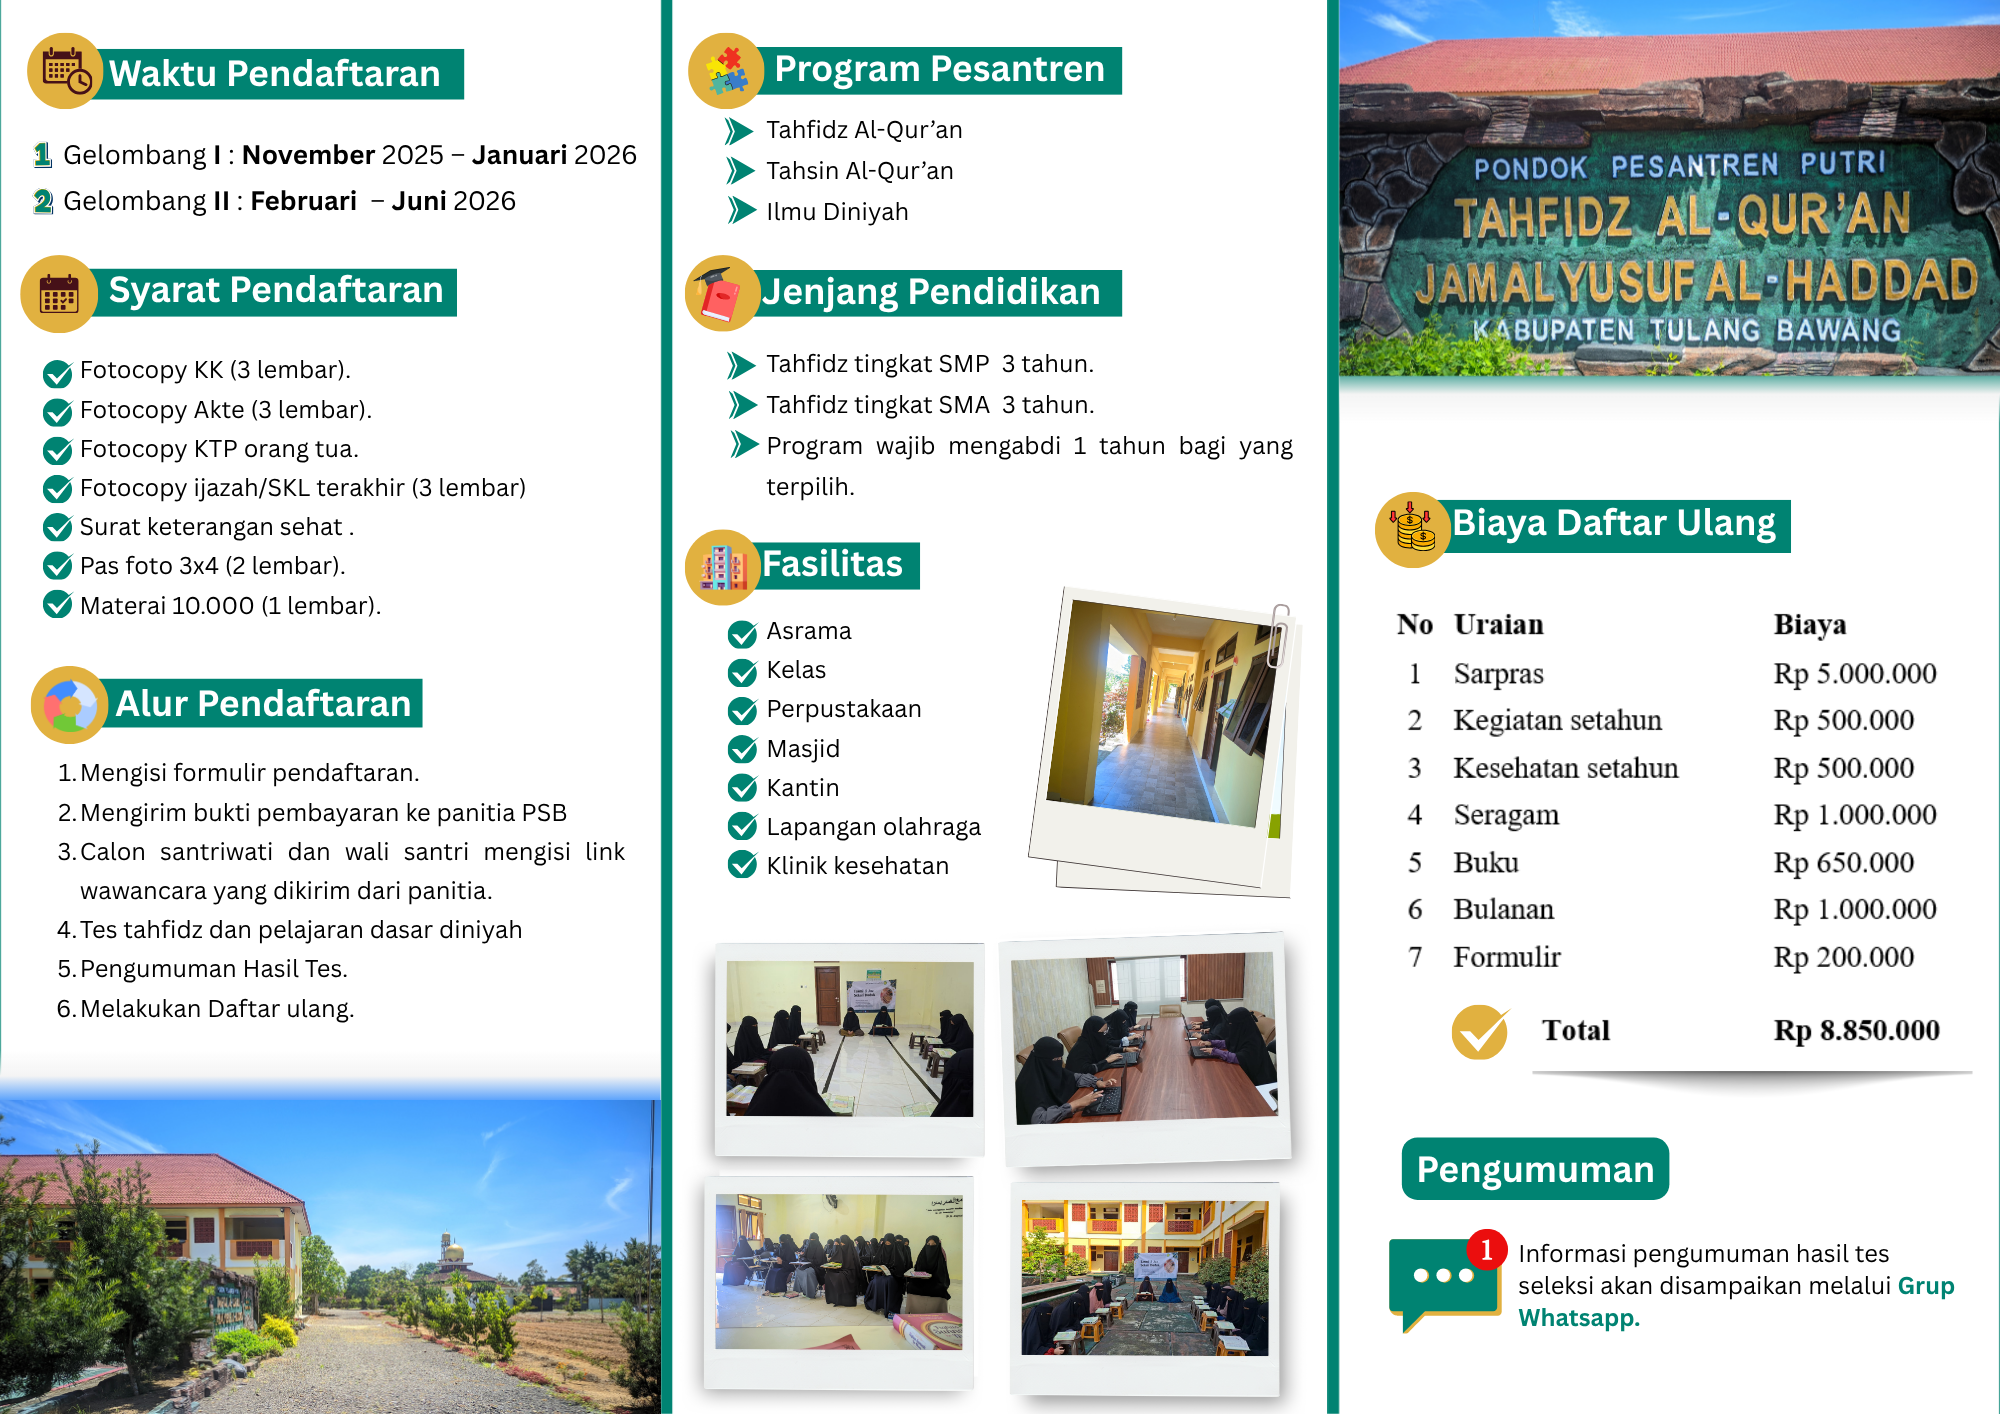 Waktu Pendaftaran
1 Gelombang I : November 2025 – Januari 2026
2 Gelombang II : Februari – Juni 2026
Syarat Pendaftaran
Fotocopy KK (3 lembar).
Fotocopy Akte (3 lembar).
Fotocopy KTP orang tua.
Fotocopy ijazah/SKL terakhir (3 lembar)
Surat keterangan sehat .
Pas foto 3x4 (2 lembar).
Materai 10.000 (1 lembar).
Alur Pendaftaran
1. Mengisi formulir pendaftaran.
2. Mengirim bukti pembayaran ke panitia PSB
3. Calon santriwati dan wali santri mengisi link
wawancara yang dikirim dari panitia.
4. Tes tahfidz dan pelajaran dasar diniyah
5. Pengumuman Hasil Tes.
6. Melakukan Daftar ulang.
Program Pesantren
Tahfidz Al-Qur’an
Tahsin Al-Qur’an
Ilmu Diniyah
Jenjang Pendidikan
Tahfidz tingkat SMP 3 tahun.
Tahfidz tingkat SMA 3 tahun.
Program wajib mengabdi 1 tahun bagi yang
terpilih.
Fasilitas
Asrama
Kelas
Perpustakaan
Masjid
Kantin
Lapangan olahraga
Klinik kesehatan
PONDOK PESANTREN PUTRI
TAHFIDZ AL-QUR’AN
JAMAL YUSUF AL-HADDAD
KABUPATEN TULANG BAWANG
Biaya Daftar Ulang
No Uraian Biaya
1 Sarpras Rp 5.000.000
2 Kegiatan setahun Rp 500.000
3 Kesehatan setahun Rp 500.000
4 Seragam Rp 1.000.000
5 Buku Rp 650.000
6 Bulanan Rp 1.000.000
7 Formulir Rp 200.000
Total Rp 8.850.000
Pengumuman
1
Informasi pengumuman hasil tes
seleksi akan disampaikan melalui Grup
Whatsapp.